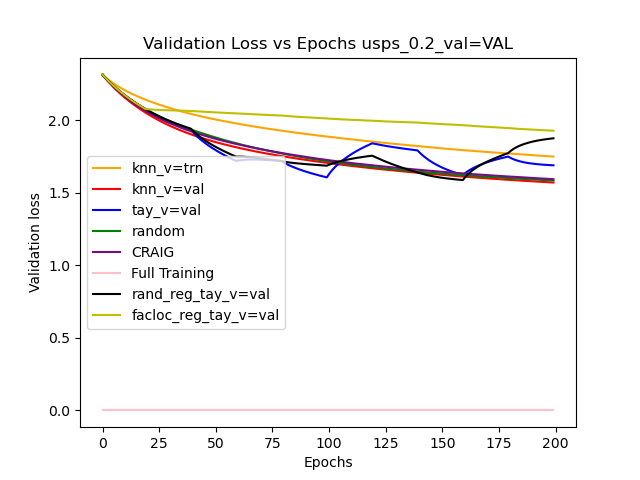 Validation Loss vs Epochs usps_0.2_val=VAL
Validation loss
2.0
1.5
1.0
0.5
0.0
knn_v=trn
knn_v=val
tay_v=val
random
CRAIG
Full Training
rand_reg_tay_v=val
facloc_reg_tay_v=val
0 25 50 75 100 125 150 175 200
Epochs